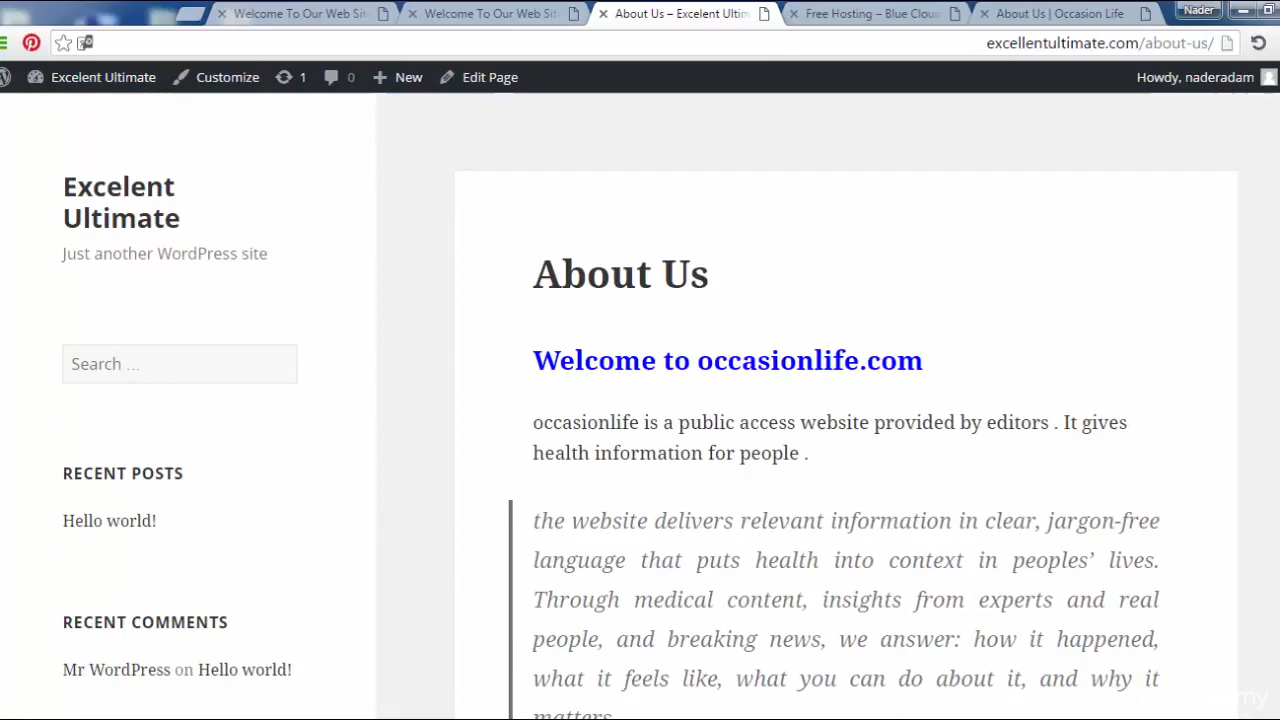 Welcome To Our Web Sit
Welcome To Our Web Sit
About Us – Excelent Ultim
Free Hosting – Blue Clou
About Us | Occasion Life
Nader
excellentultimate.com/about-us/
Excelent Ultimate
Customize
1
0
New
Edit Page
Howdy, naderadam
Excelent
Ultimate
Just another WordPress site
Search …
RECENT POSTS
Hello world!
RECENT COMMENTS
Mr WordPress on Hello world!
About Us
Welcome to occasionlife.com
occasionlife is a public access website provided by editors . It gives
health information for people .
the website delivers relevant information in clear, jargon-free
language that puts health into context in peoples’ lives.
Through medical content, insights from experts and real
people, and breaking news, we answer: how it happened,
what it feels like, what you can do about it, and why it
matters